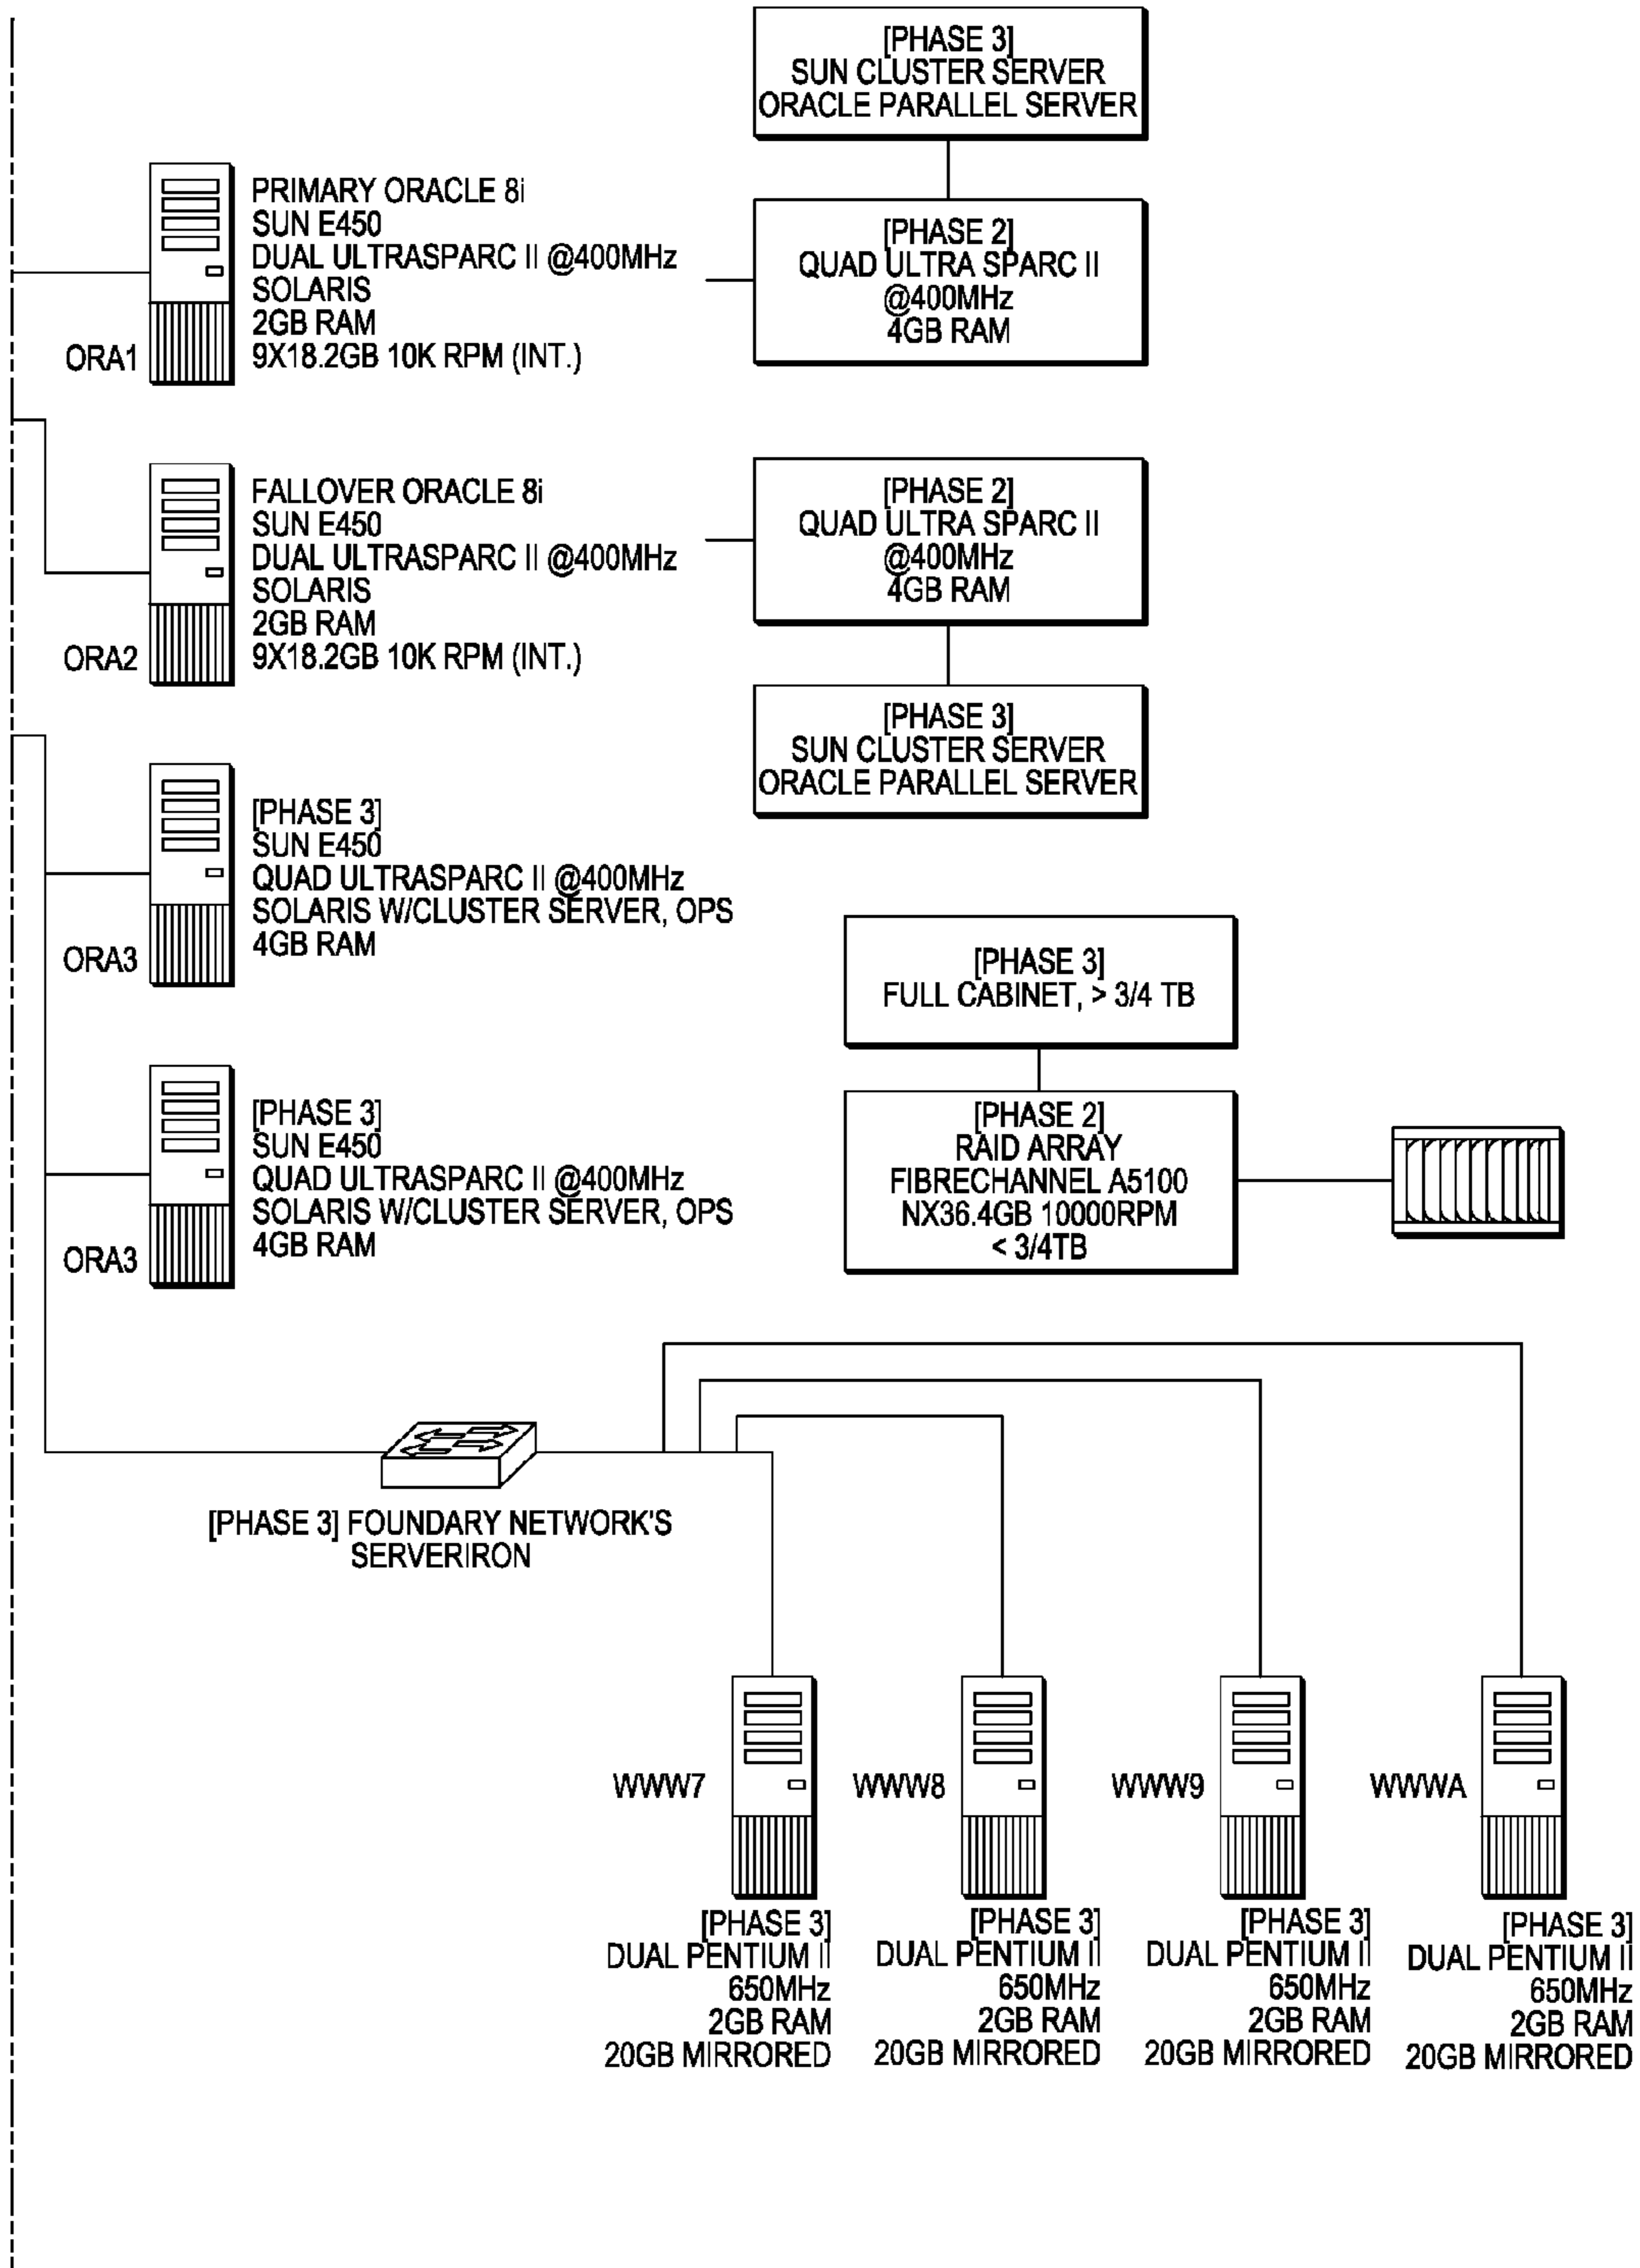 [PHASE 3]
SUN CLUSTER SERVER
ORACLE PARALLEL SERVER
PRIMARY ORACLE 8i
SUN E450
DUAL ULTRASPARC II @400MHz
SOLARIS
2GB RAM
9X18.2GB 10K RPM (INT.)
ORA1
[PHASE 2]
QUAD ULTRA SPARC II
@400MHz
4GB RAM
FALLOVER ORACLE 8i
SUN E450
DUAL ULTRASPARC II @400MHz
SOLARIS
2GB RAM
9X18.2GB 10K RPM (INT.)
ORA2
[PHASE 2]
QUAD ULTRA SPARC II
@400MHz
4GB RAM
[PHASE 3]
SUN CLUSTER SERVER
ORACLE PARALLEL SERVER
[PHASE 3]
SUN E450
QUAD ULTRASPARC II @400MHz
SOLARIS W/CLUSTER SERVER, OPS
4GB RAM
ORA3
[PHASE 3]
FULL CABINET, > 3/4 TB
[PHASE 3]
SUN E450
QUAD ULTRASPARC II @400MHz
SOLARIS W/CLUSTER SERVER, OPS
4GB RAM
ORA3
[PHASE 2]
RAID ARRAY
FIBRECHANNEL A5100
NX36.4GB 10000RPM
< 3/4TB
[PHASE 3] FOUNDARY NETWORK'S
SERVERIRON
WWW7
WWW8
WWW9
WWWA
[PHASE 3]
DUAL PENTIUM II
650MHz
2GB RAM
20GB MIRRORED
[PHASE 3]
DUAL PENTIUM II
650MHz
2GB RAM
20GB MIRRORED
[PHASE 3]
DUAL PENTIUM II
650MHz
2GB RAM
20GB MIRRORED
[PHASE 3]
DUAL PENTIUM II
650MHz
2GB RAM
20GB MIRRORED